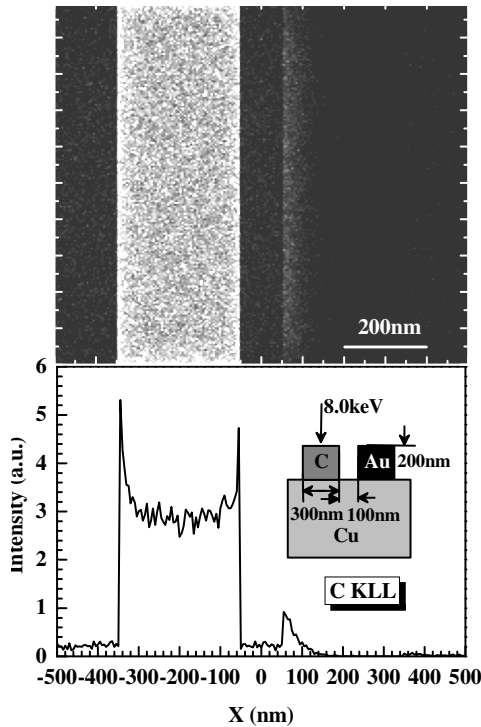 200nm
6
5
4
3
2
1
0
Intensity (a.u.)
8.0keV
C
Au
200nm
300nm
100nm
Cu
C KLL
-500 -400 -300 -200 -100 0 100 200 300 400 500
X (nm)